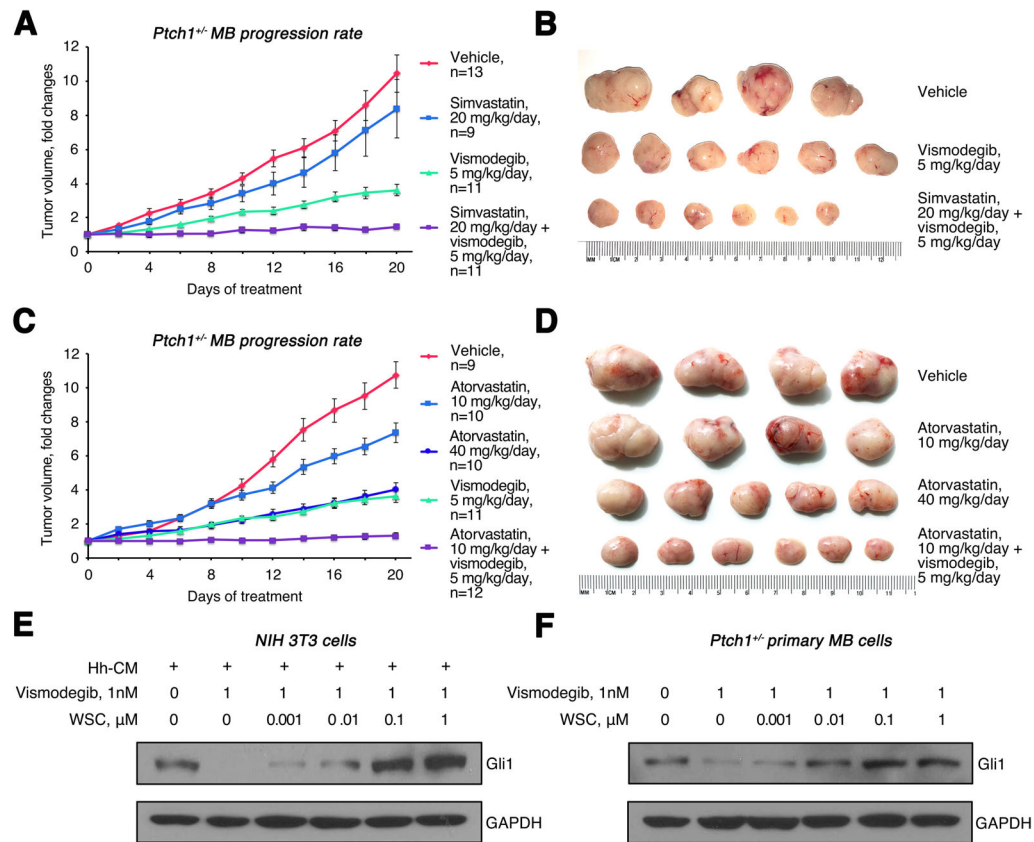 A
Ptch1+/- MB progression rate
Tumor volume, fold changes
12
10
8
6
4
2
0
0 4 8 12 16 20
Days of treatment
Vehicle,
n=13
Simvastatin,
20 mg/kg/day,
n=9
Vismodegib,
5 mg/kg/day,
n=11
Simvastatin,
20 mg/kg/day +
vismodegib,
5 mg/kg/day,
n=11
B
Vehicle
Vismodegib,
5 mg/kg/day
Simvastatin,
20 mg/kg/day +
vismodegib,
5 mg/kg/day
C
Ptch1+/- MB progression rate
Tumor volume, fold changes
12
10
8
6
4
2
0
0 4 8 12 16 20
Days of treatment
Vehicle,
n=9
Atorvastatin,
10 mg/kg/day,
n=10
Atorvastatin,
40 mg/kg/day,
n=10
Vismodegib,
5 mg/kg/day,
n=11
Atorvastatin,
10 mg/kg/day +
vismodegib,
5 mg/kg/day,
n=12
D
Vehicle
Atorvastatin,
10 mg/kg/day
Atorvastatin,
40 mg/kg/day
Atorvastatin,
10 mg/kg/day +
vismodegib,
5 mg/kg/day
E
NIH 3T3 cells
Hh-CM + + + + + +
Vismodegib, 1nM 0 1 1 1 1 1
WSC, μM 0 0 0.001 0.01 0.1 1
Gli1
GAPDH
F
Ptch1+/- primary MB cells
Vismodegib, 1nM 0 1 1 1 1 1
WSC, μM 0 0 0.001 0.01 0.1 1
Gli1
GAPDH